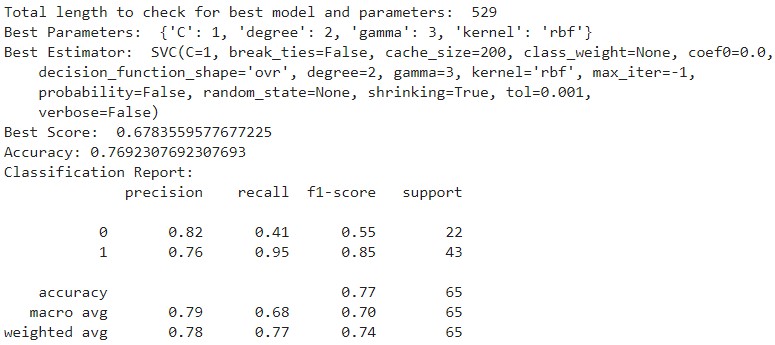 Total length to check for best model and parameters:  529
Best Parameters:  {'C': 1, 'degree': 2, 'gamma': 3, 'kernel': 'rbf'}
Best Estimator:  SVC(C=1, break_ties=False, cache_size=200, class_weight=None, coef0=0.0,
    decision_function_shape='ovr', degree=2, gamma=3, kernel='rbf', max_iter=-1,
    probability=False, random_state=None, shrinking=True, tol=0.001,
    verbose=False)
Best Score:  0.6783559577677225
Accuracy: 0.7692307692307693
Classification Report:
              precision    recall  f1-score   support
           0       0.82      0.41      0.55        22
           1       0.76      0.95      0.85        43
    accuracy                           0.77        65
   macro avg       0.79      0.68      0.70        65
weighted avg       0.78      0.77      0.74        65